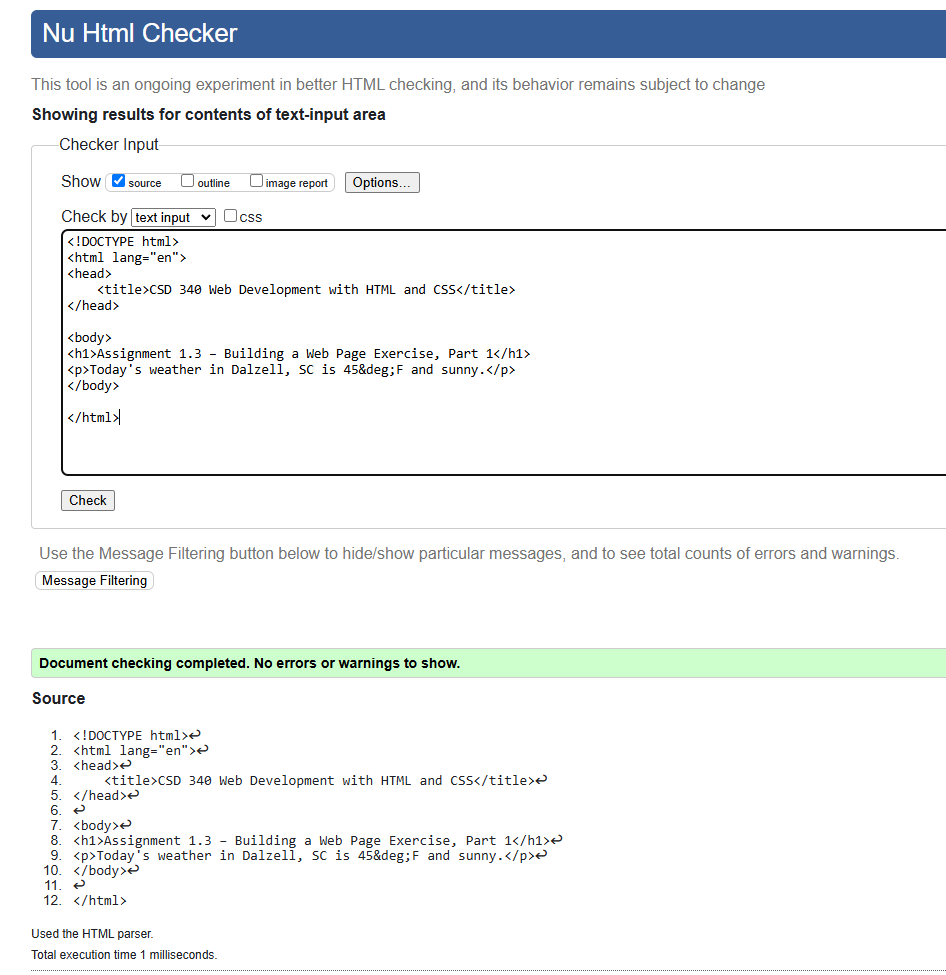 Nu Html Checker
This tool is an ongoing experiment in better HTML checking, and its behavior remains subject to change
Showing results for contents of text-input area
Checker Input
Show source outline image report Options...
Check by text input css
<!DOCTYPE html>
<html lang="en">
<head>
    <title>CSD 340 Web Development with HTML and CSS</title>
</head>

<body>
<h1>Assignment 1.3 – Building a Web Page Exercise, Part 1</h1>
<p>Today's weather in Dalzell, SC is 45&deg;F and sunny.</p>
</body>

</html>
Check
Use the Message Filtering button below to hide/show particular messages, and to see total counts of errors and warnings.
Message Filtering
Document checking completed. No errors or warnings to show.
Source
1. <!DOCTYPE html>↩
2. <html lang="en">↩
3. <head>↩
4.     <title>CSD 340 Web Development with HTML and CSS</title>↩
5. </head>↩
6. ↩
7. <body>↩
8. <h1>Assignment 1.3 – Building a Web Page Exercise, Part 1</h1>↩
9. <p>Today's weather in Dalzell, SC is 45&deg;F and sunny.</p>↩
10. </body>↩
11. ↩
12. </html>
Used the HTML parser.
Total execution time 1 milliseconds.